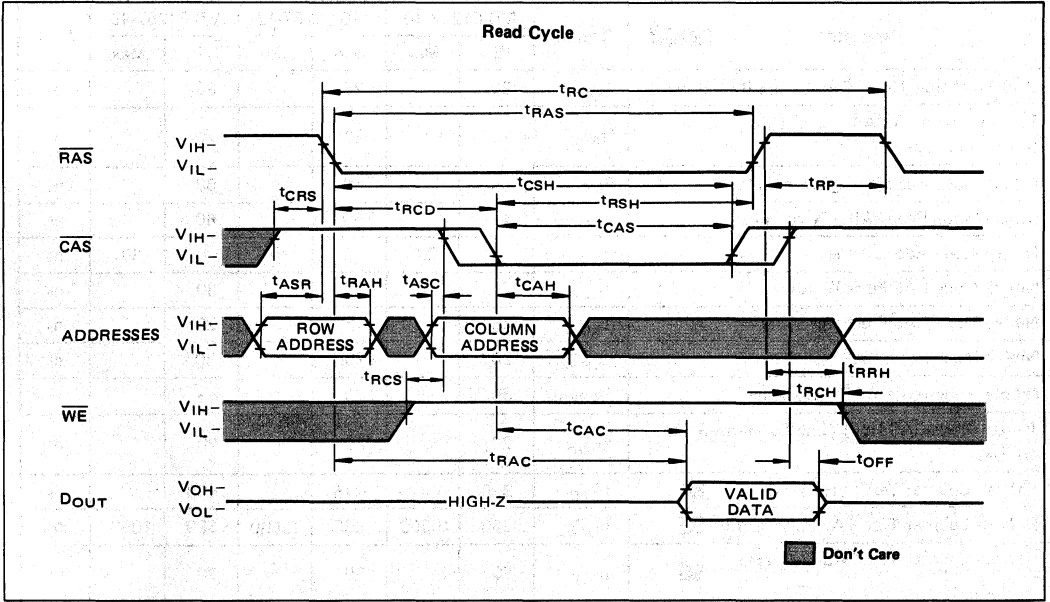 Read Cycle
tRC
tRAS
RAS
VIH
VIL
tCSH
tRP
tCRS
tRCD
tRSH
CAS
VIH
VIL
tCAS
tASR
tRAH
tASC
tCAH
ADDRESSES
VIH
VIL
ROW
ADDRESS
COLUMN
ADDRESS
tRCS
tRRH
tRCH
WE
VIH
VIL
tCAC
tRAC
tOFF
DOUT
VOH
VOL
HIGH-Z
VALID
DATA
Don't Care